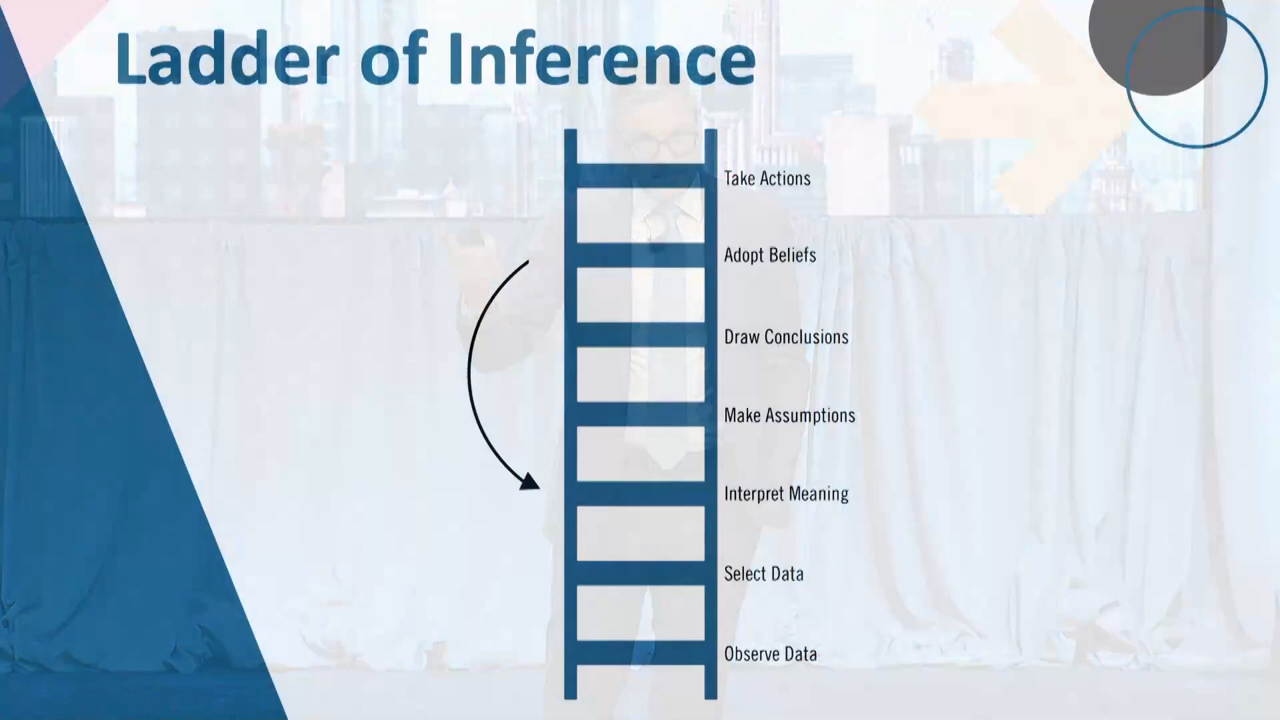 Ladder of Inference
Take Actions
Adopt Beliefs
Draw Conclusions
Make Assumptions
Interpret Meaning
Select Data
Observe Data